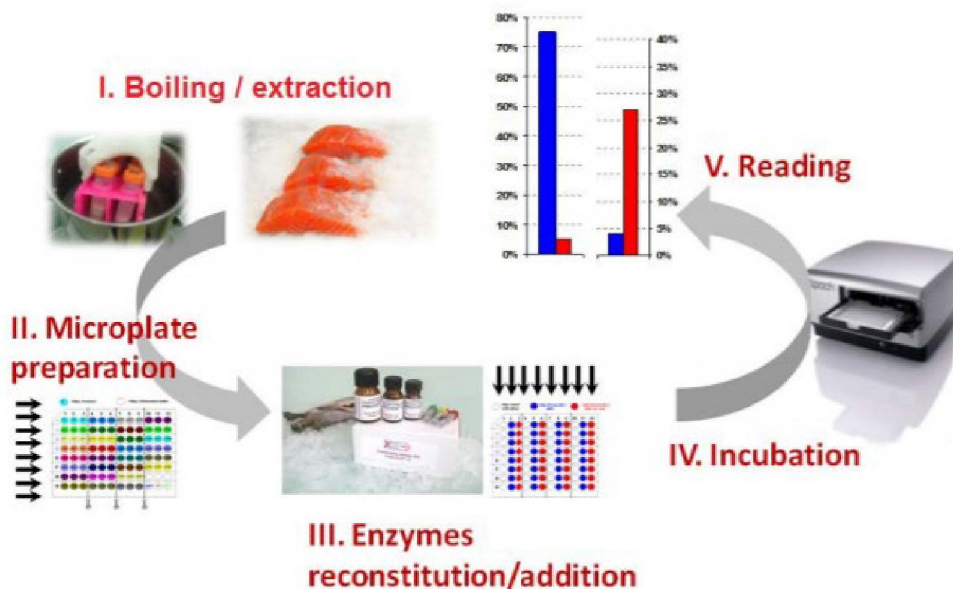 I. Boiling / extraction
80%
70%
60%
50%
40%
30%
20%
10%
0%
40%
35%
30%
25%
20%
15%
10%
5%
0%
V. Reading
II. Microplate
preparation
Epoch
IV. Incubation
III. Enzymes
reconstitution/addition